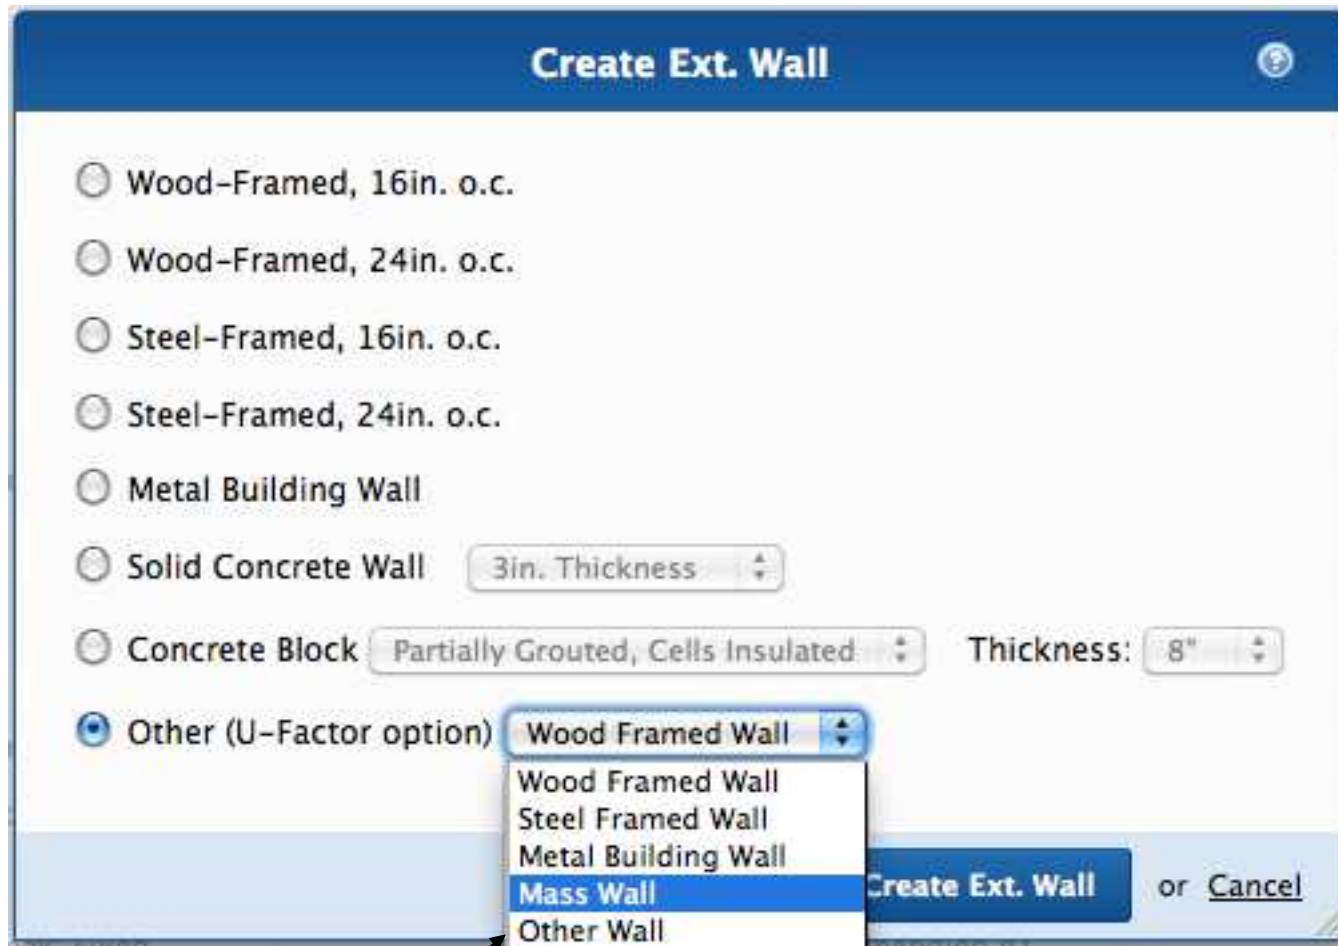 Create Ext. Wall
Wood-Framed, 16in. o.c.
Wood-Framed, 24in. o.c.
Steel-Framed, 16in. o.c.
Steel-Framed, 24in. o.c.
Metal Building Wall
Solid Concrete Wall 3in. Thickness
Concrete Block Partially Grouted, Cells Insulated Thickness: 8"
Other (U-Factor option) Wood Framed Wall
Wood Framed Wall
Steel Framed Wall
Metal Building Wall
Mass Wall Create Ext. Wall or Cancel
Other Wall